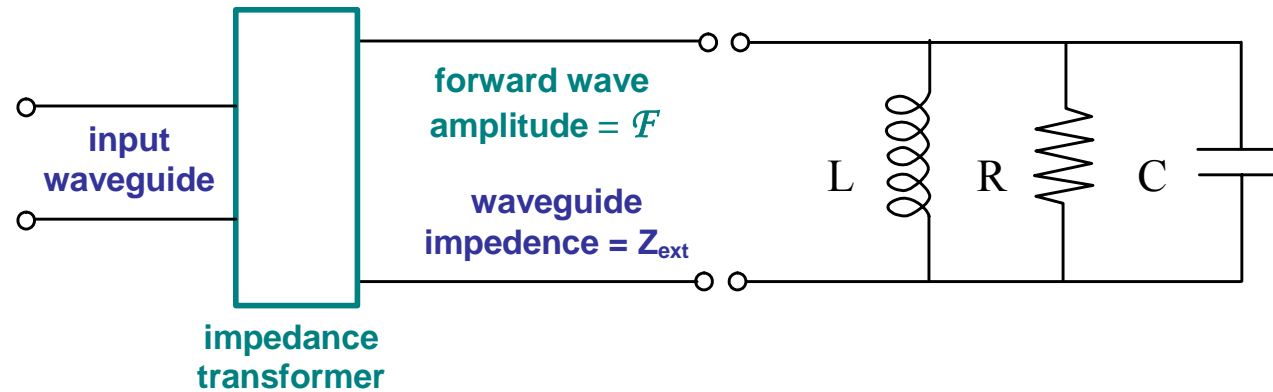 input
waveguide
impedance
transformer
forward wave
amplitude = ℱ
waveguide
impedence = Z_ext
L
R
C